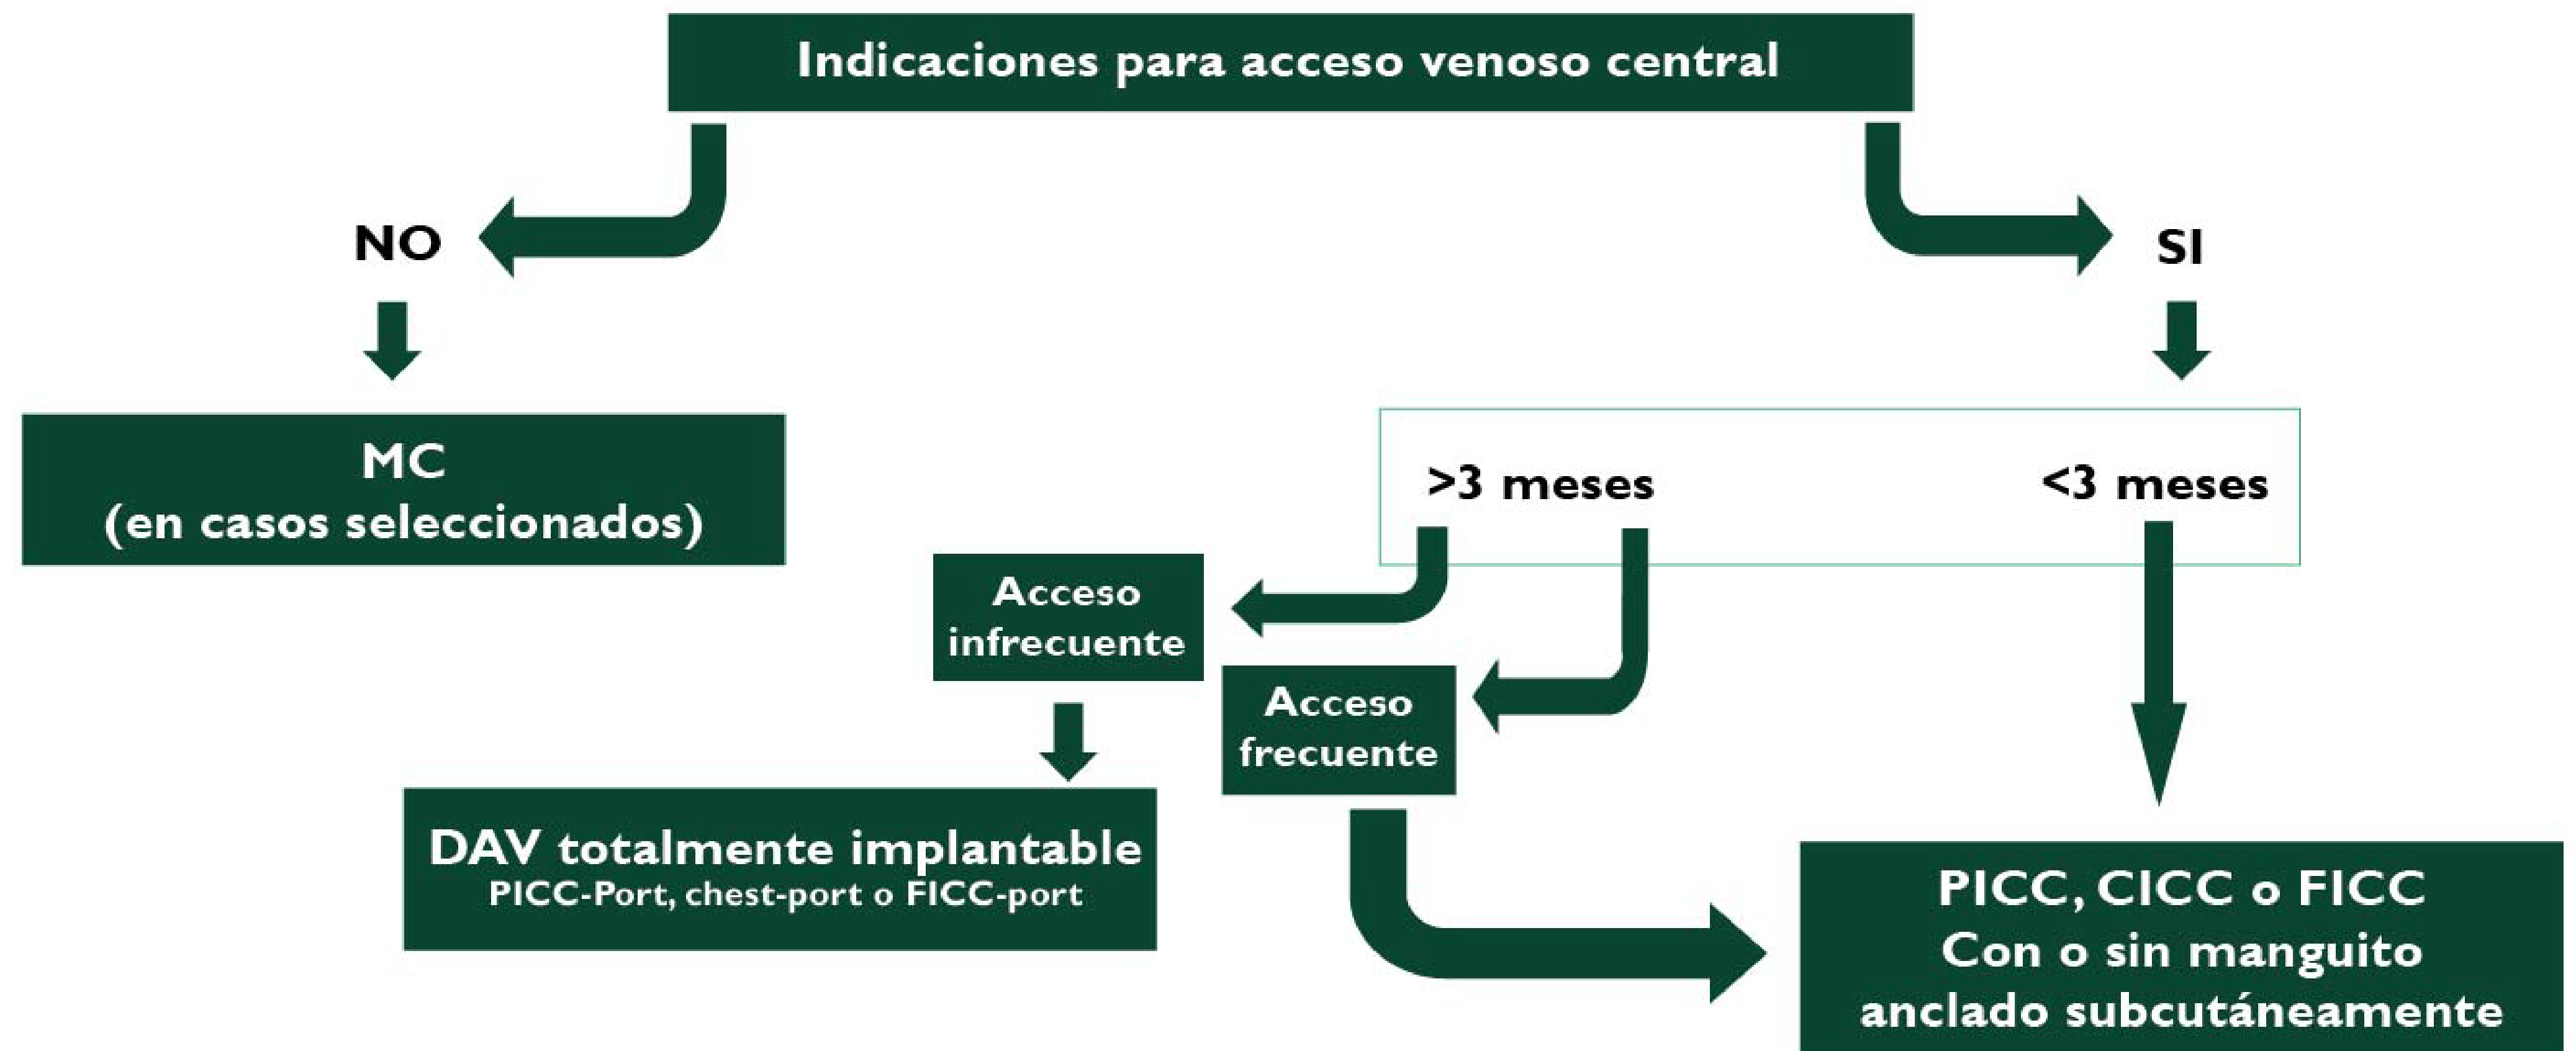 Indicaciones para acceso venoso central
NO
SI
MC
(en casos seleccionados)
>3 meses
<3 meses
Acceso
infrecuente
Acceso
frecuente
DAV totalmente implantable
PICC-Port, chest-port o FICC-port
PICC, CICC o FICC
Con o sin manguito
anclado subcutáneamente